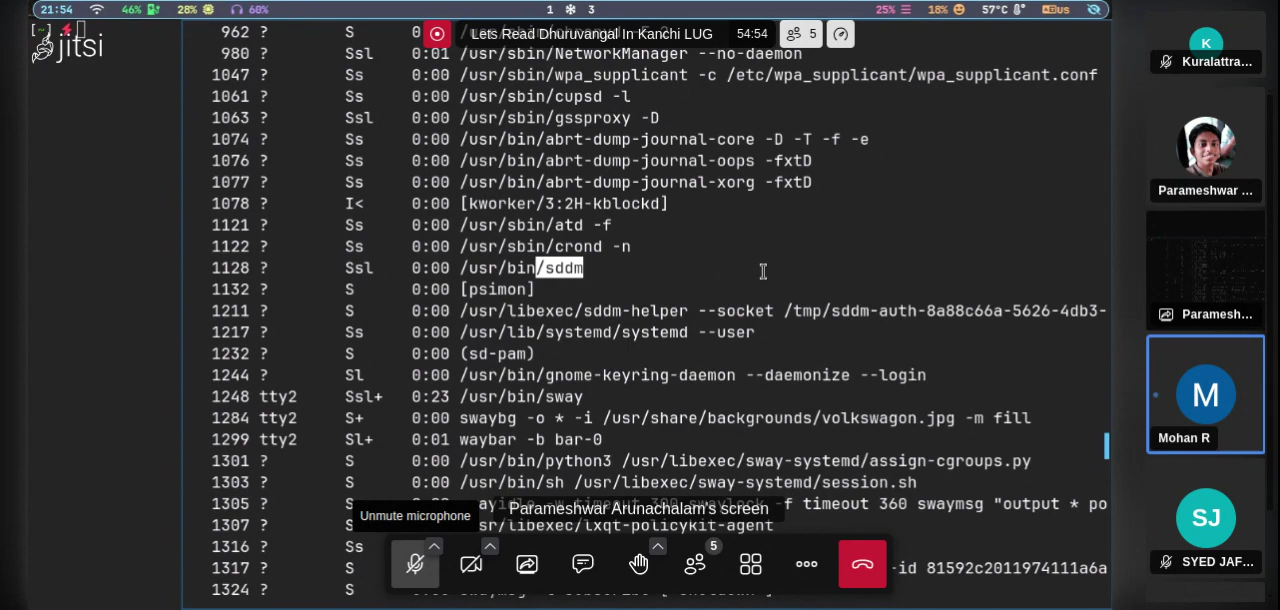 21:54 46% 28% 60% 1 3 25% 18% 57°C us
[~]
jitsi
Lets Read Dhurvangal In Kanchi LUG 54:54 5
962 ? S
980 ? Ssl 0:01 /usr/sbin/NetworkManager --no-daemon
1047 ? Ss 0:00 /usr/sbin/wpa_supplicant -c /etc/wpa_supplicant/wpa_supplicant.conf
1061 ? Ss 0:00 /usr/sbin/cupsd -l
1063 ? Ssl 0:00 /usr/sbin/gssproxy -D
1074 ? Ss 0:00 /usr/bin/abrt-dump-journal-core -D -T -f -e
1076 ? Ss 0:00 /usr/bin/abrt-dump-journal-oops -fxtD
1077 ? Ss 0:00 /usr/bin/abrt-dump-journal-xorg -fxtD
1078 ? I< 0:00 [kworker/3:2H-kblockd]
1121 ? Ss 0:00 /usr/sbin/atd -f
1122 ? Ss 0:00 /usr/sbin/crond -n
1128 ? Ssl 0:00 /usr/bin/sddm
1132 ? S 0:00 [psimon]
1211 ? S 0:00 /usr/libexec/sddm-helper --socket /tmp/sddm-auth-8a88c66a-5626-4db3-
1217 ? Ss 0:00 /usr/lib/systemd/systemd --user
1232 ? S 0:00 (sd-pam)
1244 ? Sl 0:00 /usr/bin/gnome-keyring-daemon --daemonize --login
1248 tty2 Ssl+ 0:23 /usr/bin/sway
1284 tty2 S+ 0:00 swaybg -o * -i /usr/share/backgrounds/volkswagon.jpg -m fill
1299 tty2 Sl+ 0:01 waybar -b bar-0
1301 ? S 0:00 /usr/bin/python3 /usr/libexec/sway-systemd/assign-cgroups.py
1303 ? S 0:00 /usr/bin/sh /usr/libexec/sway-systemd/session.sh
1305 ? S timeout 360 swaymsg "output * po
Unmute microphone
Parameshwar Arunachalam's screen
1307 ? S /libexec/lxqt-policykit-agent
1316 ? Ss
1317 ? S -id 81592c2011974111a6a
1324 ? S
5
K
Kuralattra...
Parameshwar ...
Paramesh...
M
Mohan R
SJ
SYED JAF...